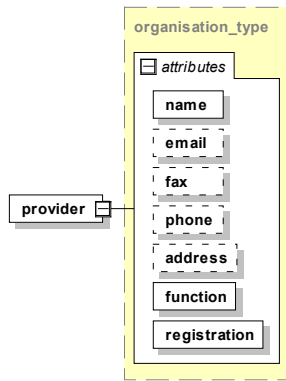 organisation_type
attributes
name
email
fax
phone
provider
address
function
registration